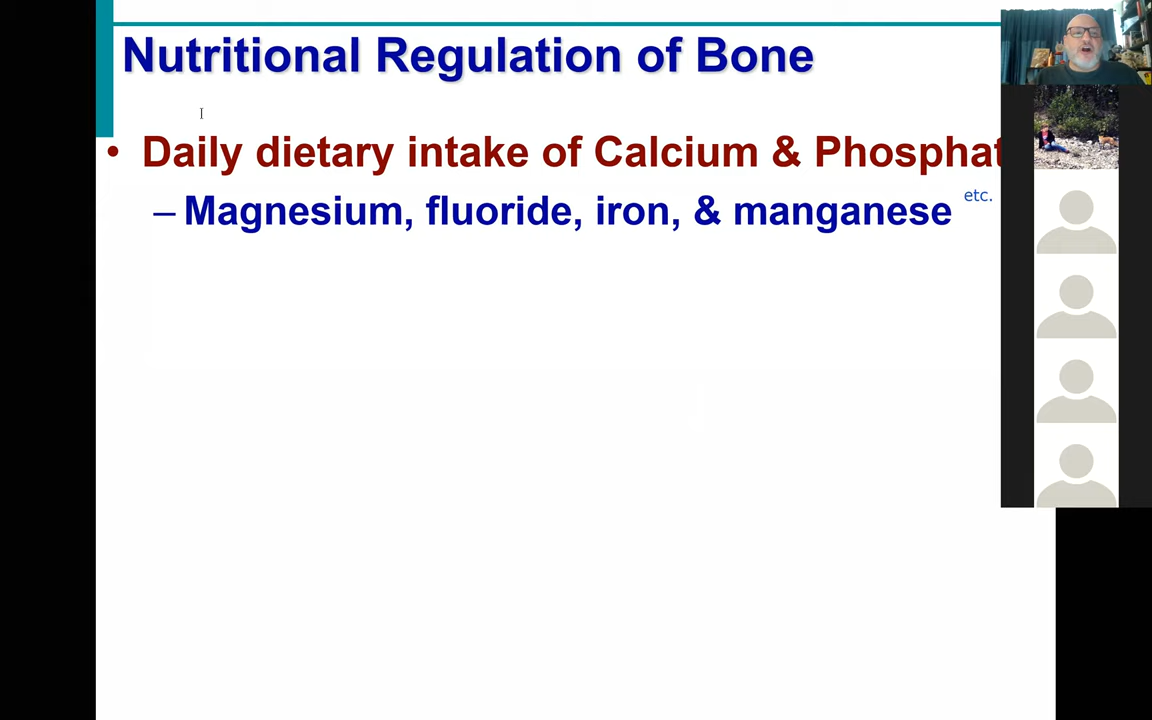 Nutritional Regulation of Bone
• Daily dietary intake of Calcium & Phosphat
– Magnesium, fluoride, iron, & manganese etc.